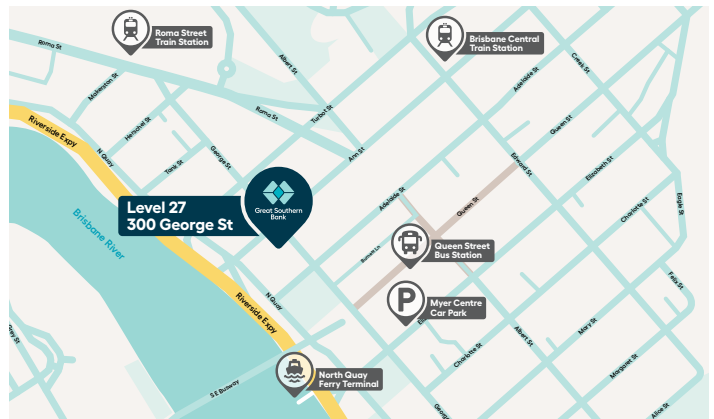 Roma Street
Train Station
Brisbane Central
Train Station
Roma St
Albert St
Creek St
Makerston St
Adelaide St
Herschel St
Roma St
Turbot St
Queen St
Riverside Expy
N Quay
Tank St
George St
Ann St
Edward St
Elizabeth St
Great Southern
Bank
Level 27
300 George St
Adelaide St
Queen St
Charlotte St
Eagle St
Brisbane River
Burnett Ln
Queen Street
Bus Station
Felix St
N Quay
Riverside Expy
P
Myer Centre
Car Park
Albert St
Mary St
Charlotte St
Margaret St
North Quay
Ferry Terminal
S E Busway
Alice St